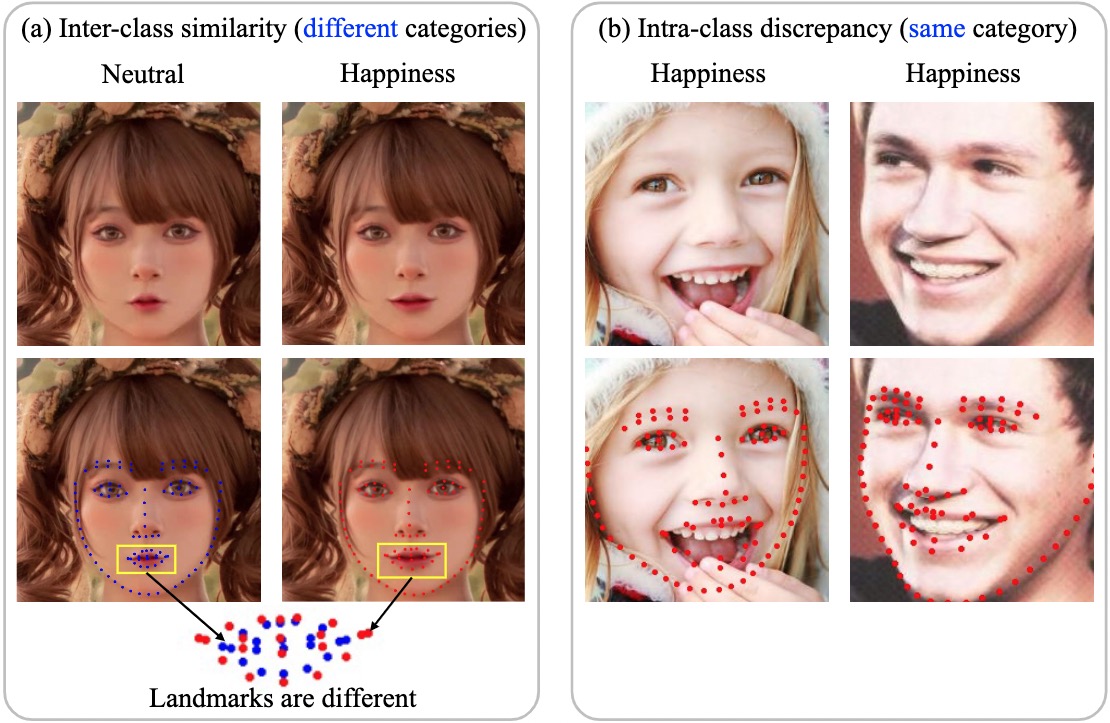 (a) Inter-class similarity (different categories)
Neutral
Happiness
Landmarks are different
(b) Intra-class discrepancy (same category)
Happiness
Happiness